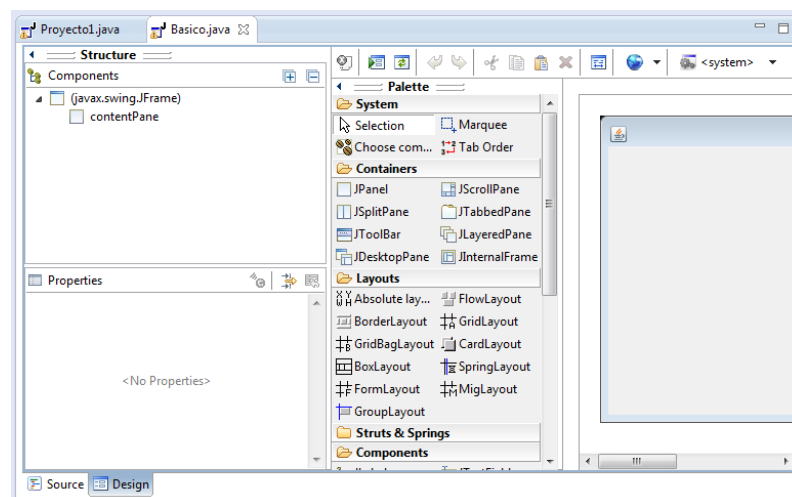 Proyecto1.java
Basico.java
Structure
Components
(javax.swing.JFrame)
contentPane
Properties
<No Properties>
<system>
Palette
System
Selection Marquee
Choose com... Tab Order
Containers
JPanel JScrollPane
JSplitPane JTabbedPane
JToolBar JLayeredPane
JDesktopPane JInternalFrame
Layouts
Absolute lay... FlowLayout
BorderLayout GridLayout
GridBagLayout CardLayout
BoxLayout SpringLayout
FormLayout MigLayout
GroupLayout
Struts & Springs
Components
Source Design